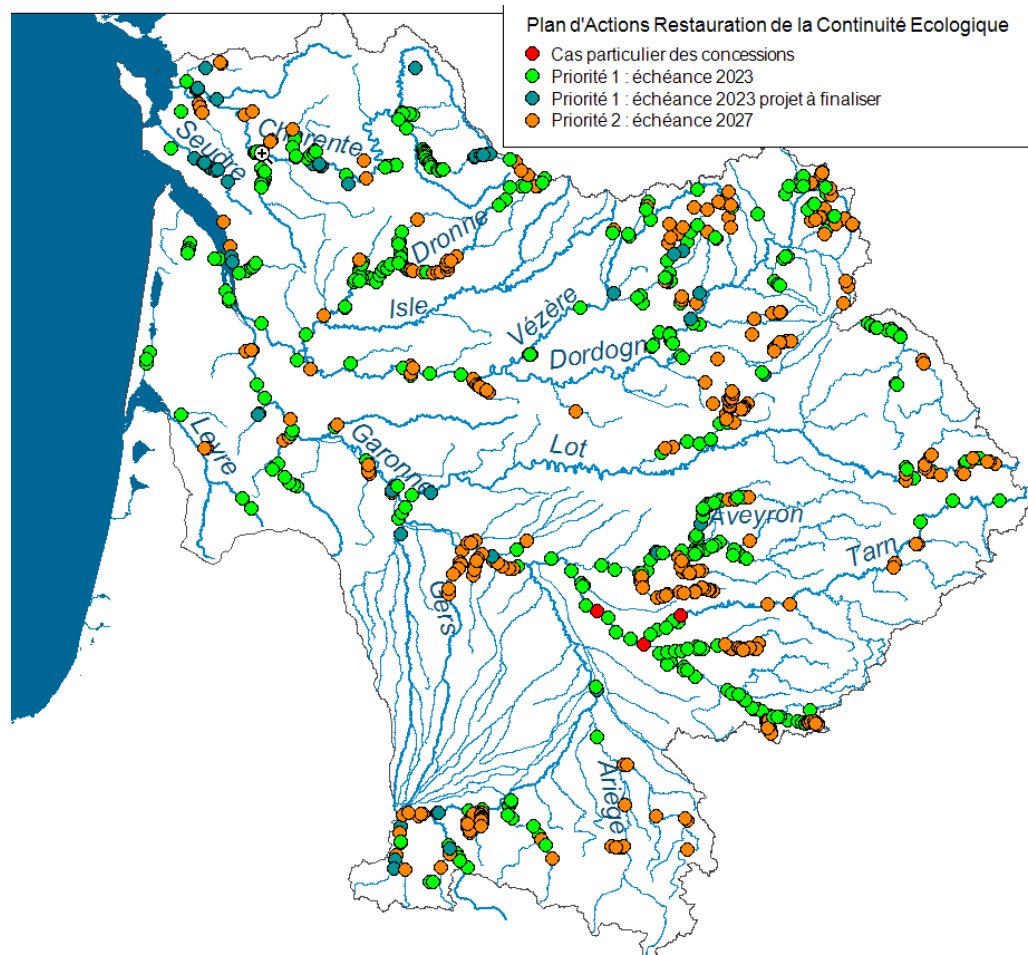 Plan d'Actions Restauration de la Continuité Ecologique
Cas particulier des concessions
Priorité 1 : échéance 2023
Priorité 1 : échéance 2023 projet à finaliser
Priorité 2 : échéance 2027
Charente
Seudre
Dronne
Isle
Vézère
Dordogn
Leyre
Garonne
Lot
Aveyron
Tarn
Gers
Ariège